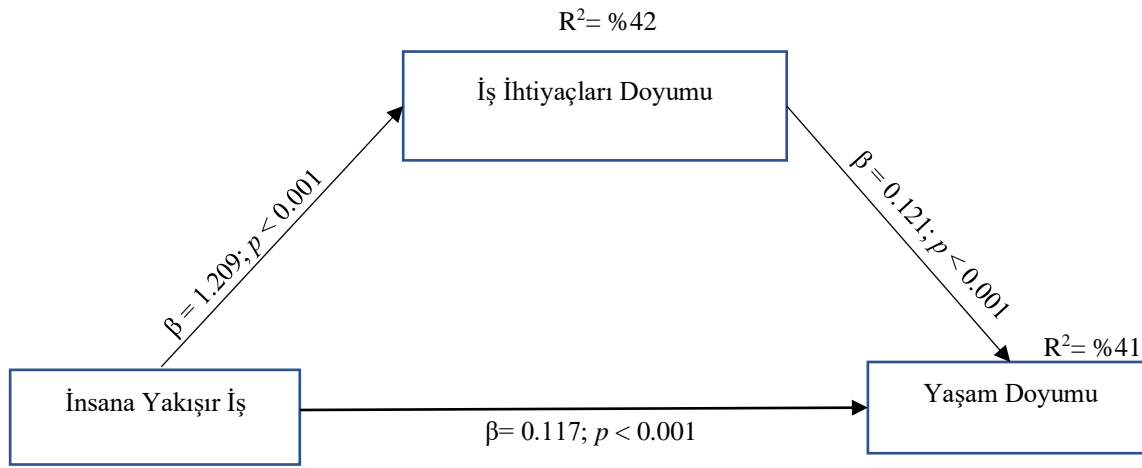 R²= %42
İş İhtiyaçları Doyumu
β = 1.209; p < 0.001
β = 0.121; p < 0.001
R²= %41
İnsana Yakışır İş
Yaşam Doyumu
β= 0.117; p < 0.001